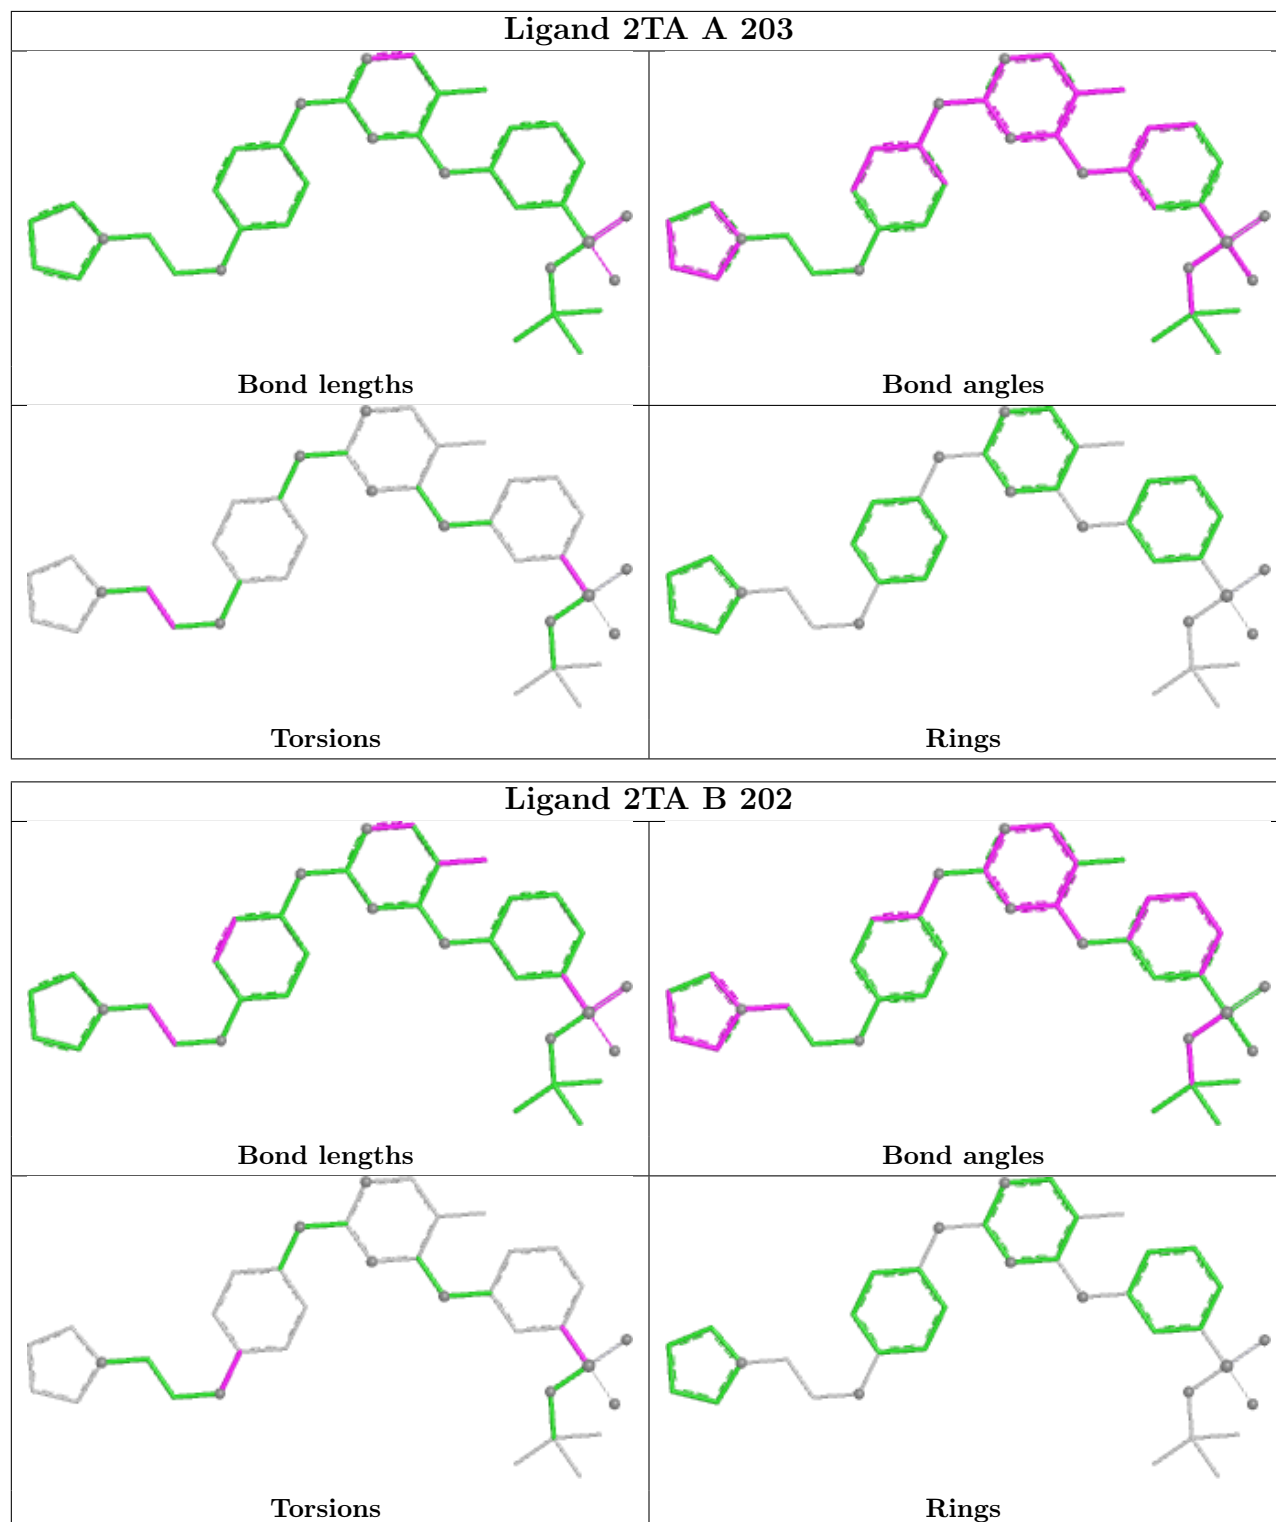 Ligand 2TA A 203
Bond lengths
Bond angles
Torsions
Rings
Ligand 2TA B 202
Bond lengths
Bond angles
Torsions
Rings